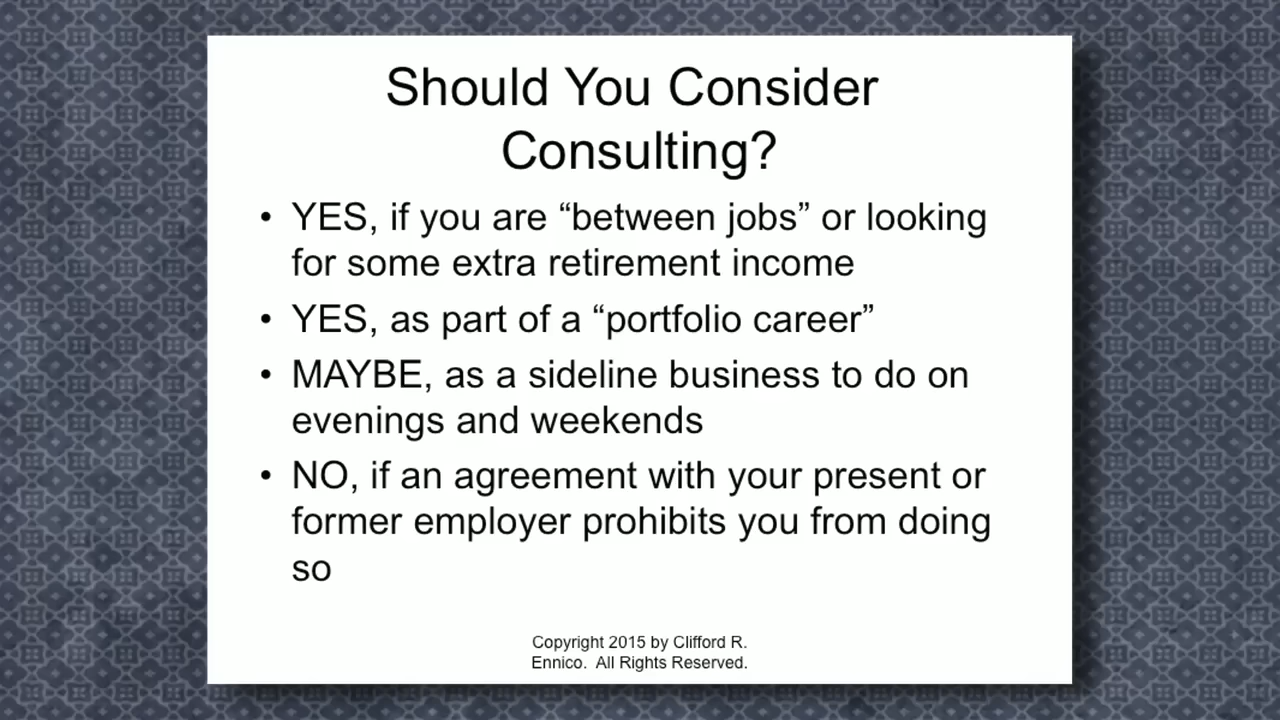 Should You Consider
Consulting?
• YES, if you are “between jobs” or looking
for some extra retirement income
• YES, as part of a “portfolio career”
• MAYBE, as a sideline business to do on
evenings and weekends
• NO, if an agreement with your present or
former employer prohibits you from doing
so
Copyright 2015 by Clifford R.
Ennico.  All Rights Reserved.